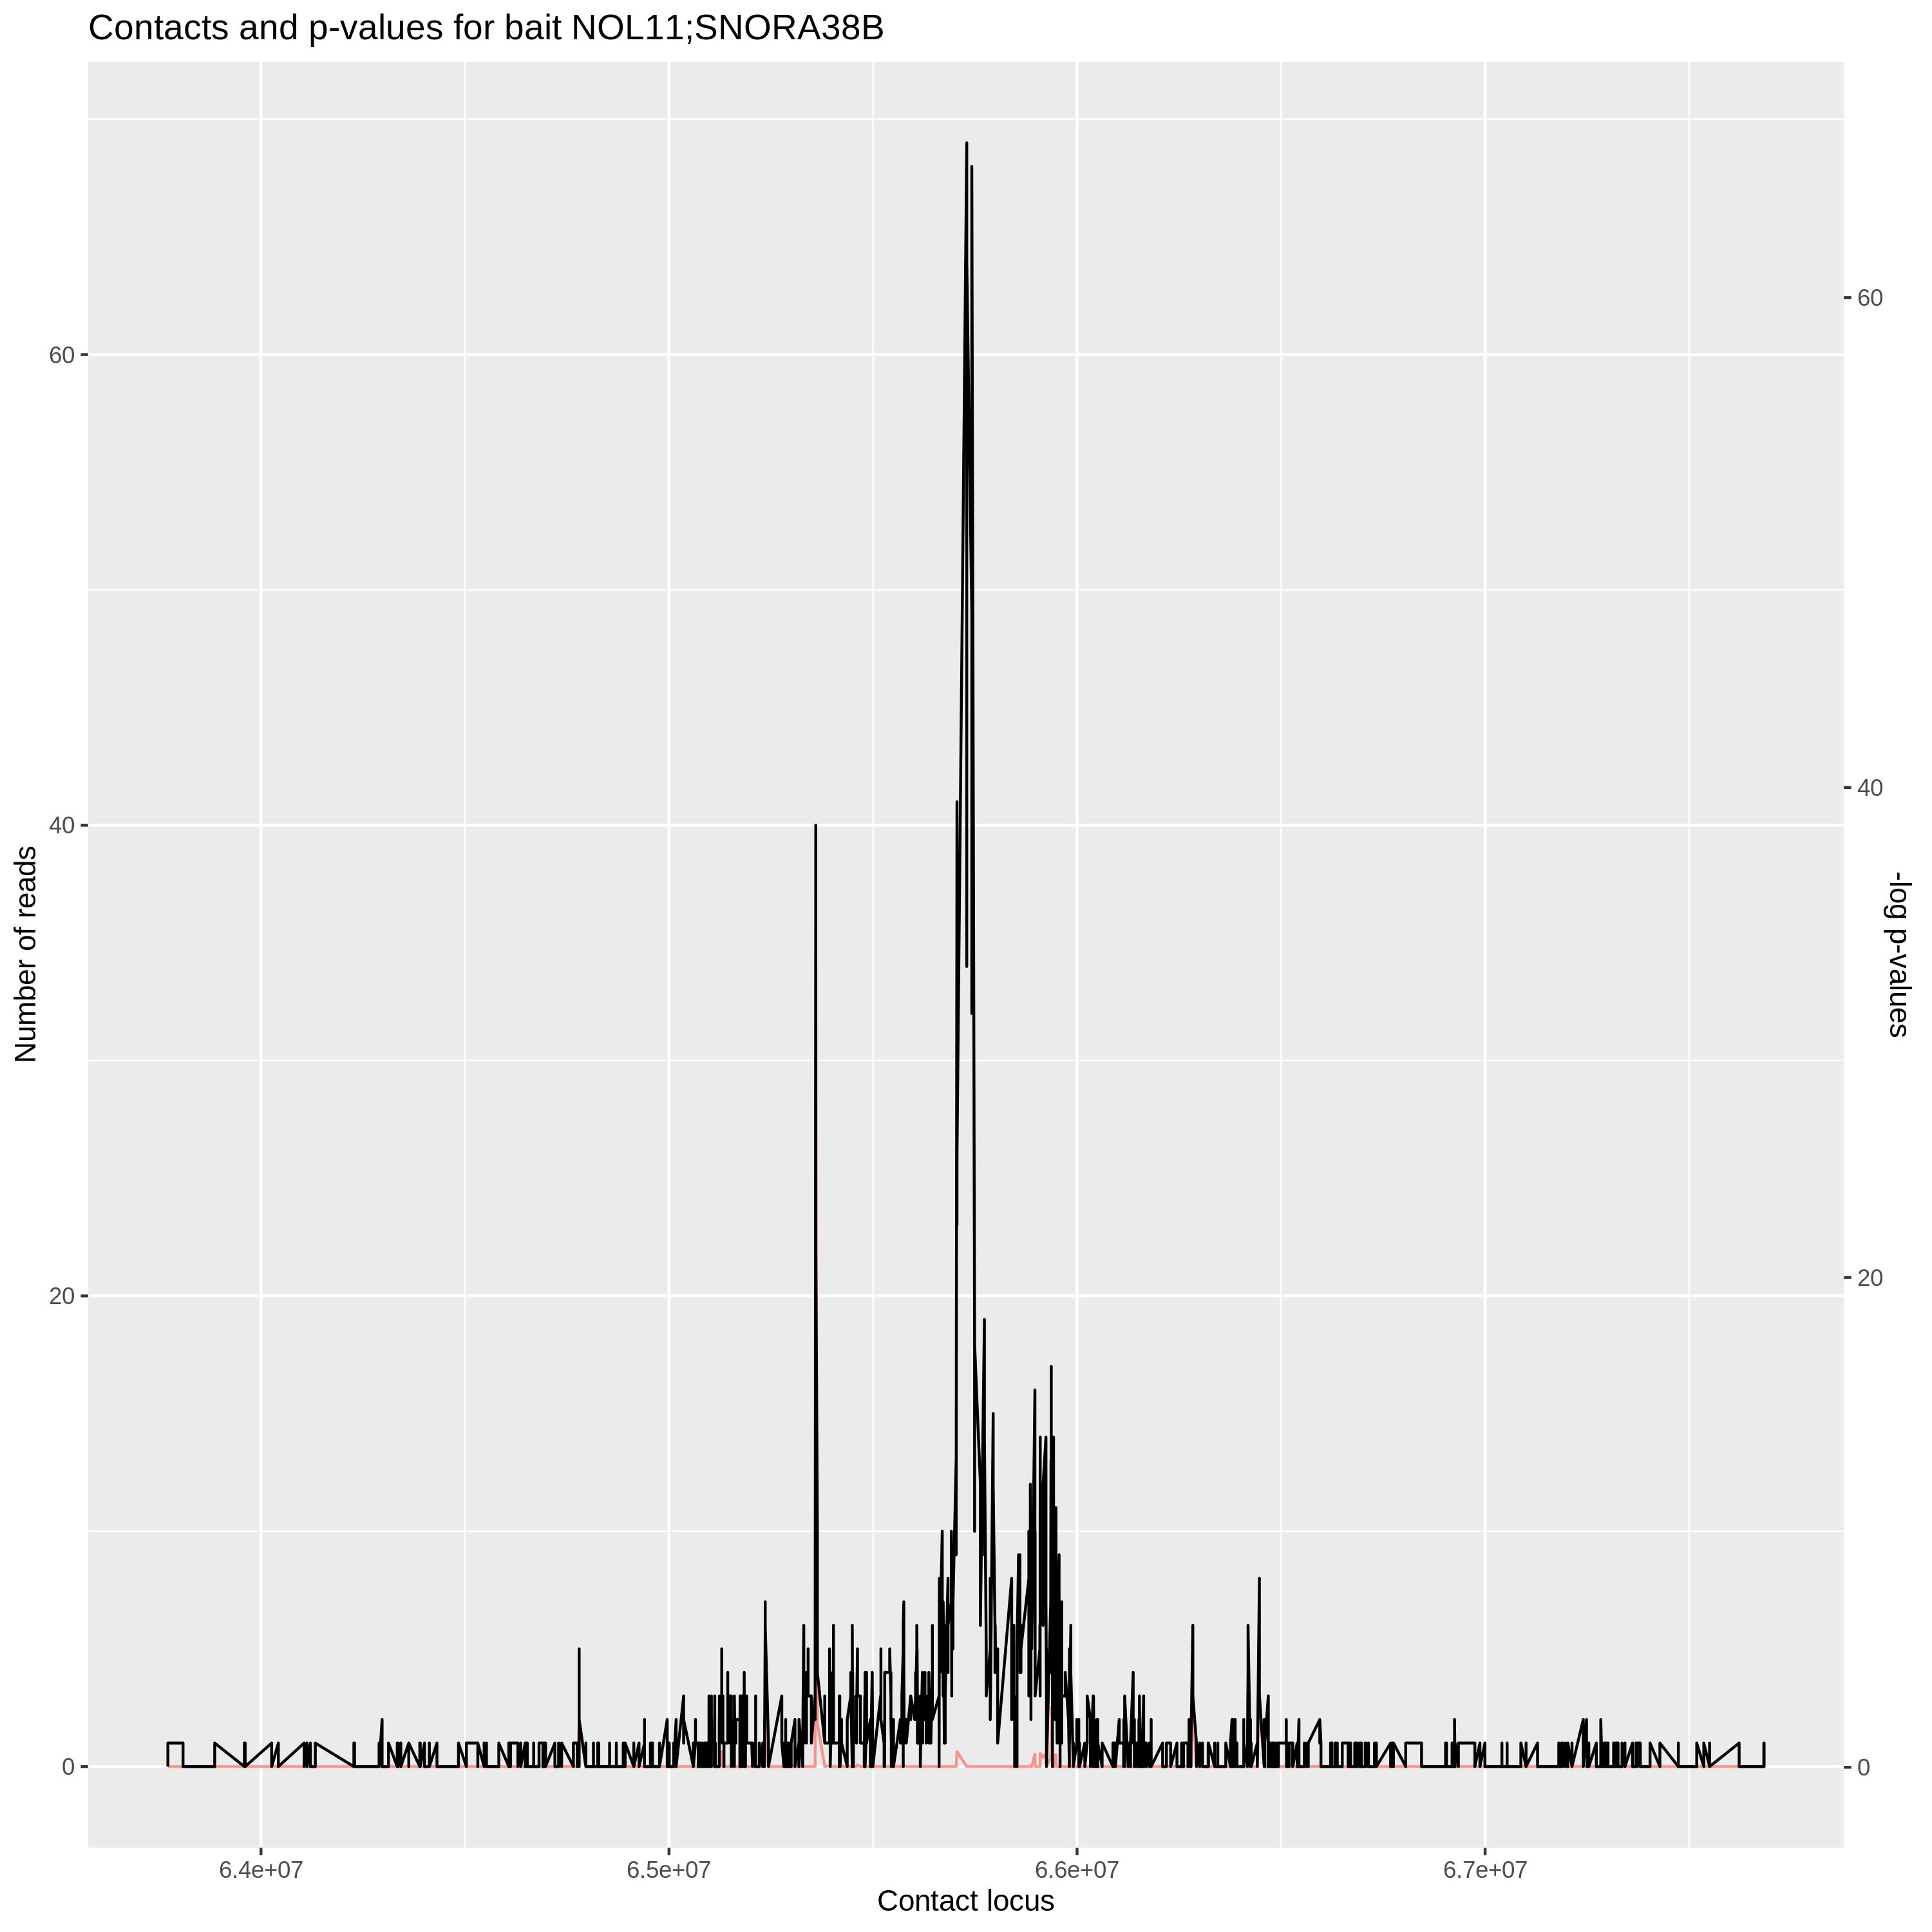 Contacts and p-values for bait NOL11;SNORA38B
60
40
20
0
Number of reads
60
40
20
0
-log p-values
6.4e+07
6.5e+07
6.6e+07
6.7e+07
Contact locus